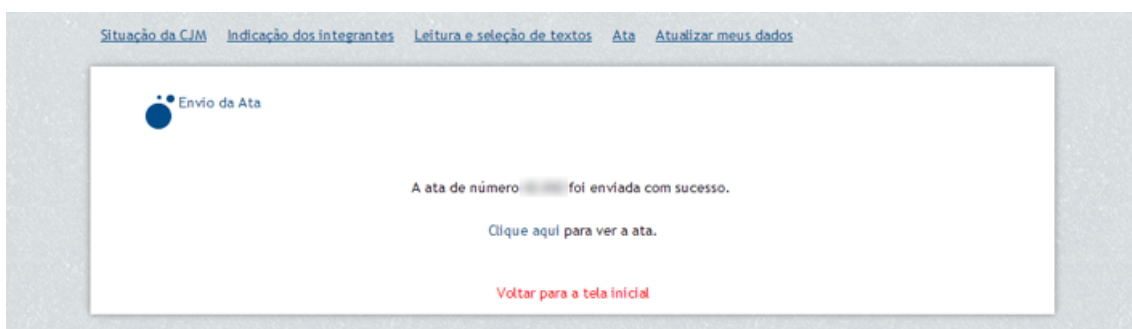 Situação da CJM Indicação dos integrantes Leitura e seleção de textos Ata Atualizar meus dados
Envio da Ata
A ata de número foi enviada com sucesso.
Clique aqui para ver a ata.
Voltar para a tela inicial